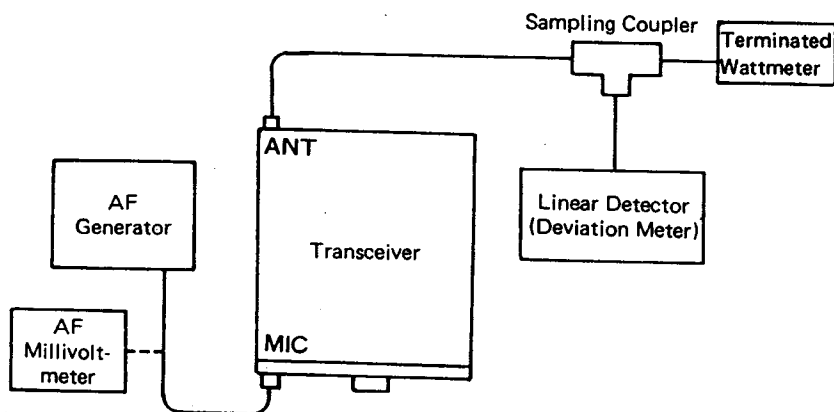 Sampling Coupler
Terminated
Wattmeter
ANT
AF
Generator
Linear Detector
(Deviation Meter)
Transceiver
AF
Millivolt-
meter
MIC